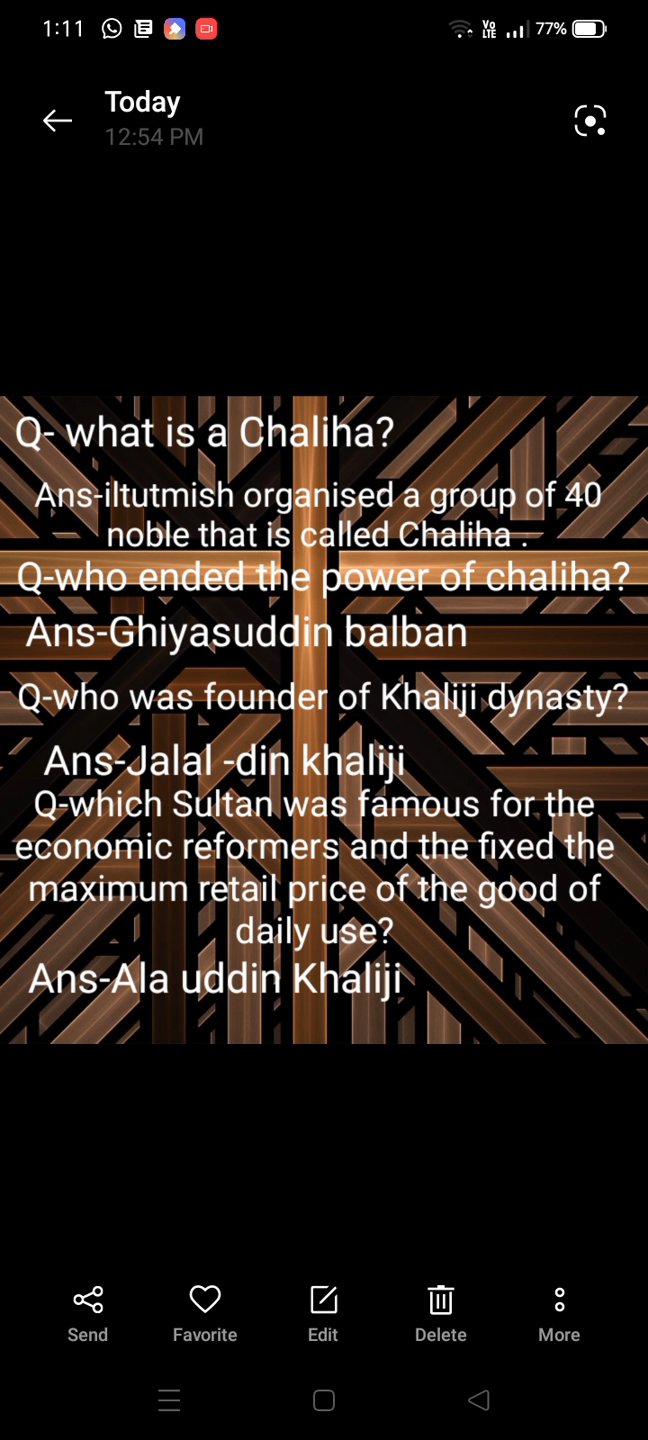 1:11
Vo
LTE
77%
Today
12:54 PM
Q- what is a Chaliha?
Ans-iltutmish organised a group of 40
noble that is called Chaliha .
Q-who ended the power of chaliha?
Ans-Ghiyasuddin balban
Q-who was founder of Khaliji dynasty?
Ans-Jalal -din khaliji
Q-which Sultan was famous for the
economic reformers and the fixed the
maximum retail price of the good of
daily use?
Ans-Ala uddin Khaliji
Send
Favorite
Edit
Delete
More